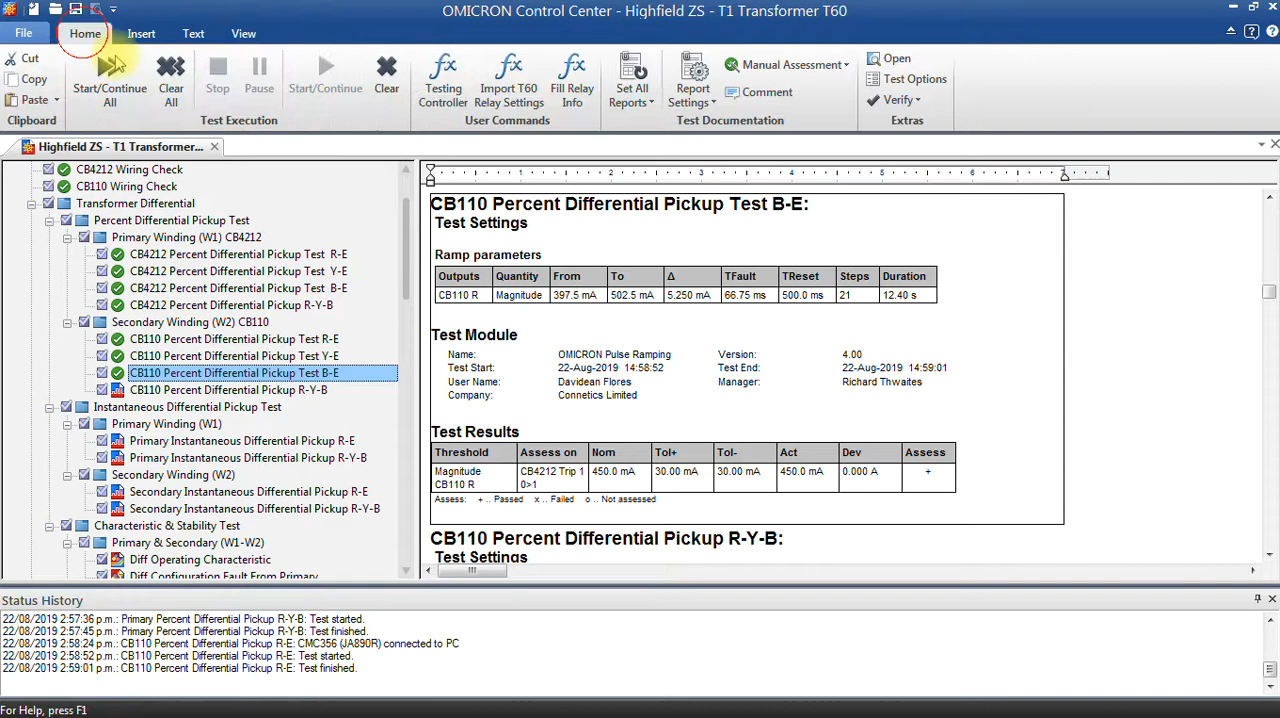 OMICRON Control Center - Highfield ZS - T1 Transformer T60
File Home Insert Text View
Cut
Copy
Paste
Clipboard
Start/Continue All
Clear All
Stop
Pause
Start/Continue
Clear
Test Execution
Testing Controller
Import T60 Relay Settings
Fill Relay Info
User Commands
Set All Reports
Report Settings
Manual Assessment
Comment
Test Documentation
Open
Test Options
Verify
Extras
Highfield ZS - T1 Transformer...
CB4212 Wiring Check
CB110 Wiring Check
Transformer Differential
Percent Differential Pickup Test
Primary Winding (W1) CB4212
CB4212 Percent Differential Pickup Test R-E
CB4212 Percent Differential Pickup Test Y-E
CB4212 Percent Differential Pickup Test B-E
CB4212 Percent Differential Pickup R-Y-B
Secondary Winding (W2) CB110
CB110 Percent Differential Pickup Test R-E
CB110 Percent Differential Pickup Test Y-E
CB110 Percent Differential Pickup Test B-E
CB110 Percent Differential Pickup R-Y-B
Instantaneous Differential Pickup Test
Primary Winding (W1)
Primary Instantaneous Differential Pickup R-E
Primary Instantaneous Differential Pickup R-Y-B
Secondary Winding (W2)
Secondary Instantaneous Differential Pickup R-E
Secondary Instantaneous Differential Pickup R-Y-B
Characteristic & Stability Test
Primary & Secondary (W1-W2)
Diff Operating Characteristic
Diff Configuration Fault From Primary
1 2 3 4 5 6 7
CB110 Percent Differential Pickup Test B-E:
Test Settings
Ramp parameters
Outputs Quantity From To Δ TFault TReset Steps Duration
CB110 R Magnitude 397.5 mA 502.5 mA 5.250 mA 66.75 ms 500.0 ms 21 12.40 s
Test Module
Name: OMICRON Pulse Ramping Version: 4.00
Test Start: 22-Aug-2019 14:58:52 Test End: 22-Aug-2019 14:59:01
User Name: Davidean Flores Manager: Richard Thwaites
Company: Connetics Limited
Test Results
Threshold Assess on Nom Tol+ Tol- Act Dev Assess
Magnitude CB4212 Trip 1 450.0 mA 30.00 mA 30.00 mA 450.0 mA 0.000 A +
CB110 R 0>1
Assess: + .. Passed x .. Failed o .. Not assessed
CB110 Percent Differential Pickup R-Y-B:
Test Settings
Status History
22/08/2019 2:57:36 p.m.: Primary Percent Differential Pickup R-Y-B: Test started.
22/08/2019 2:57:45 p.m.: Primary Percent Differential Pickup R-Y-B: Test finished.
22/08/2019 2:58:24 p.m.: CB110 Percent Differential Pickup R-E: CMC356 (JA890R) connected to PC
22/08/2019 2:58:52 p.m.: CB110 Percent Differential Pickup R-E: Test started.
22/08/2019 2:59:01 p.m.: CB110 Percent Differential Pickup R-E: Test finished.
For Help, press F1